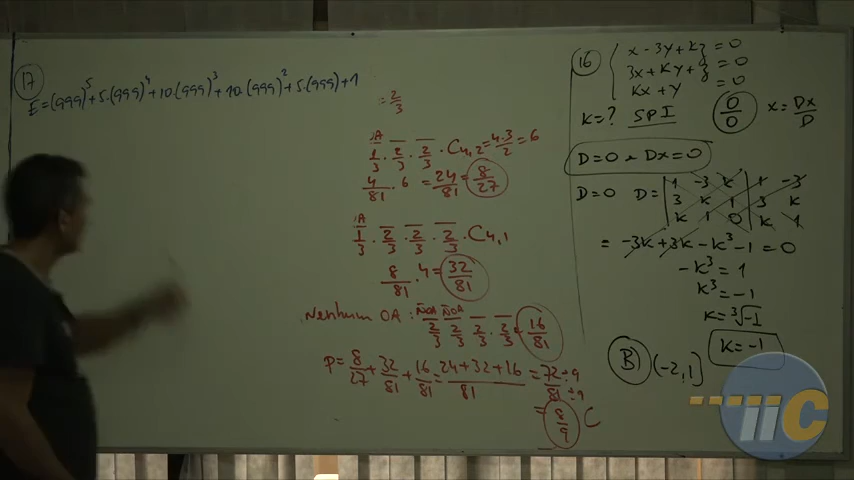 17
E = (999)^5 + 5·(999)^4 + 10·(999)^3 + 10·(999)^2 + 5·(999) + 1
= 2/3
1/3 · 2/3 · 2/3 · C4,2 = 4·3/2 = 6
4/81 · 6 = 24/81 = 8/27
1/3 · 2/3 · 2/3 · 2/3 · C4,1
8/81 · 4 = 32/81
Nenhum OA : ÑOA ÑOA
2/3 2/3 · 2/3 · 2/3 = 16/81
P = 8/27 + 32/81 + 16/81 = 24+32+16/81 = 72÷9/81÷9
= 8/9 C
16
x - 3y + kz = 0
3x + ky + z = 0
kx + y = 0
k = ? SPI 0/0 x = Dx/D
D = 0 e Dx = 0
D = 0 D = | 1 -3 k | 1 -3
3 k 1 3 k
k 1 0 k 1
= -3k + 3k - k^3 - 1 = 0
-k^3 = 1
k^3 = -1
k = ∛-1
k = -1
B) (-2,1]
IIC